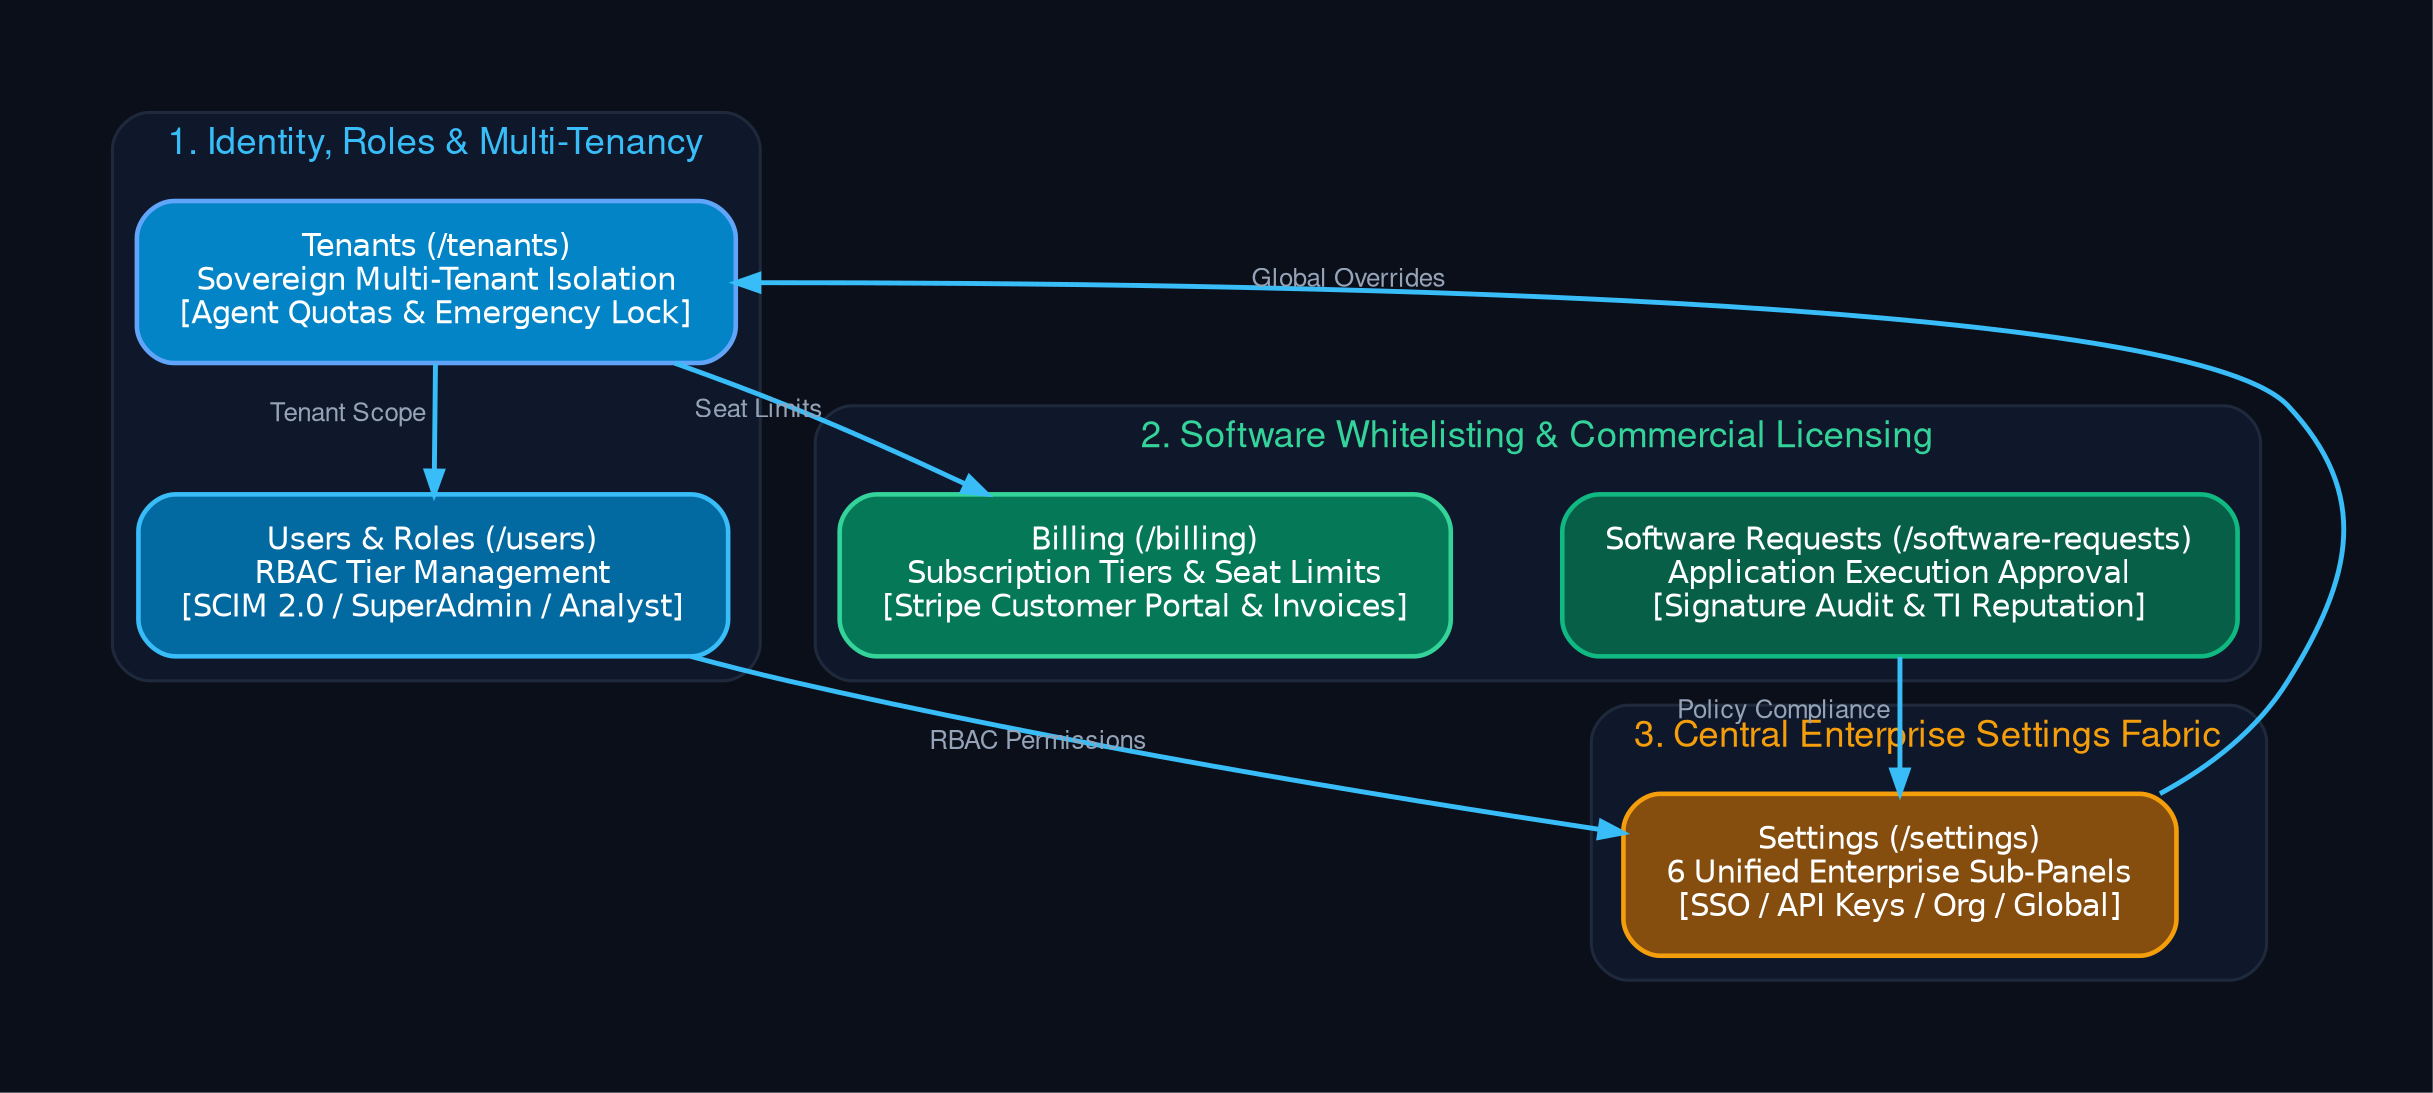 1. Identity, Roles & Multi-Tenancy
Tenants (/tenants)
Sovereign Multi-Tenant Isolation
[Agent Quotas & Emergency Lock]
Global Overrides
Tenant Scope
Seat Limits
2. Software Whitelisting & Commercial Licensing
Users & Roles (/users)
RBAC Tier Management
[SCIM 2.0 / SuperAdmin / Analyst]
Billing (/billing)
Subscription Tiers & Seat Limits
[Stripe Customer Portal & Invoices]
Software Requests (/software-requests)
Application Execution Approval
[Signature Audit & TI Reputation]
Policy Compliance
RBAC Permissions
3. Central Enterprise Settings Fabric
Settings (/settings)
6 Unified Enterprise Sub-Panels
[SSO / API Keys / Org / Global]